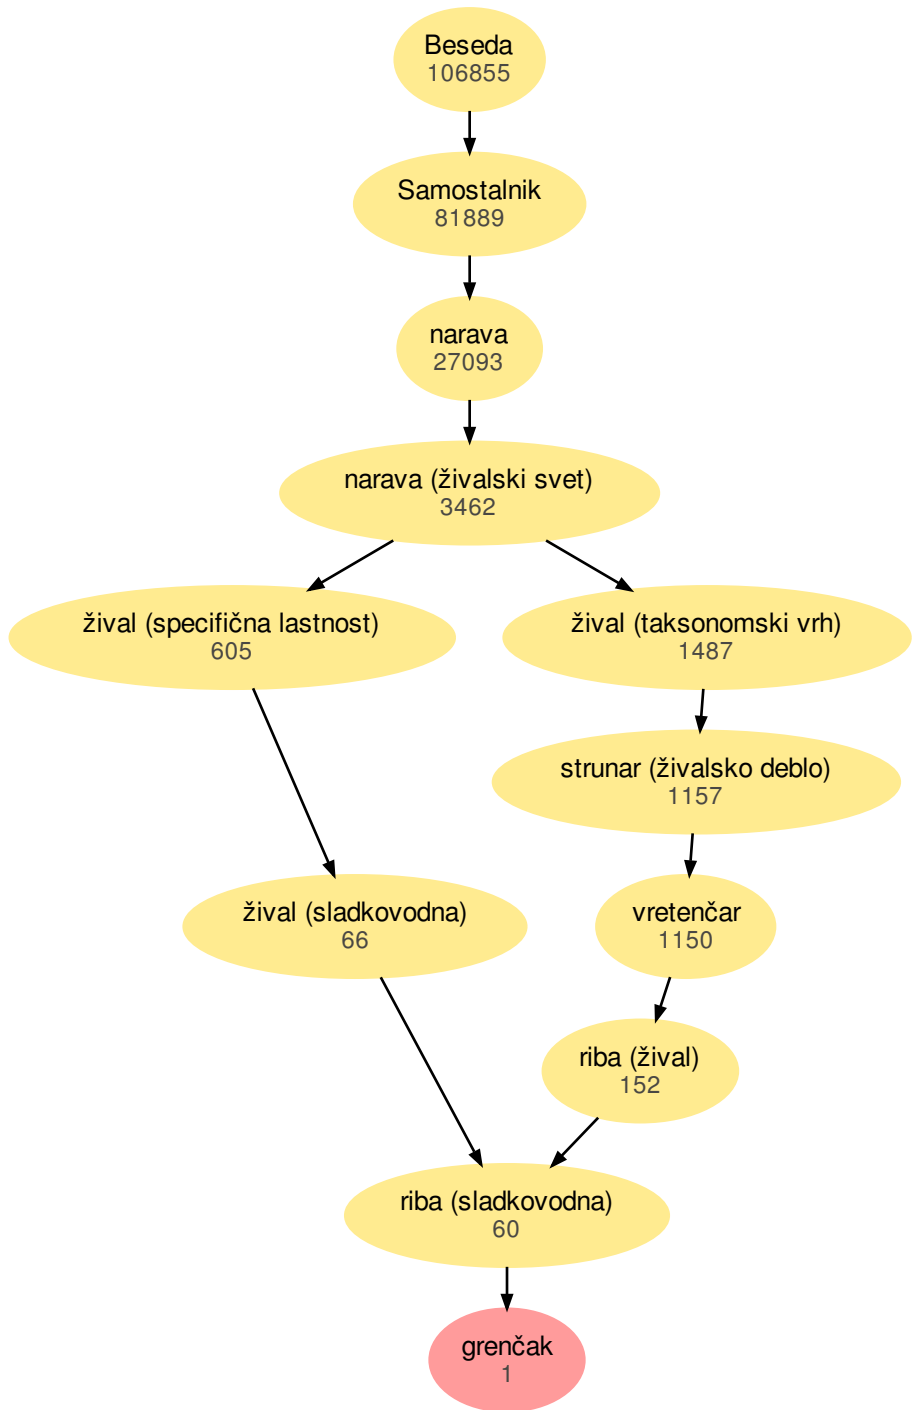 Beseda
106855
Samostalnik
81889
narava
27093
narava (živalski svet)
3462
žival (specifična lastnost)
605
žival (taksonomski vrh)
1487
strunar (živalsko deblo)
1157
žival (sladkovodna)
66
vretenčar
1150
riba (žival)
152
riba (sladkovodna)
60
grenčak
1